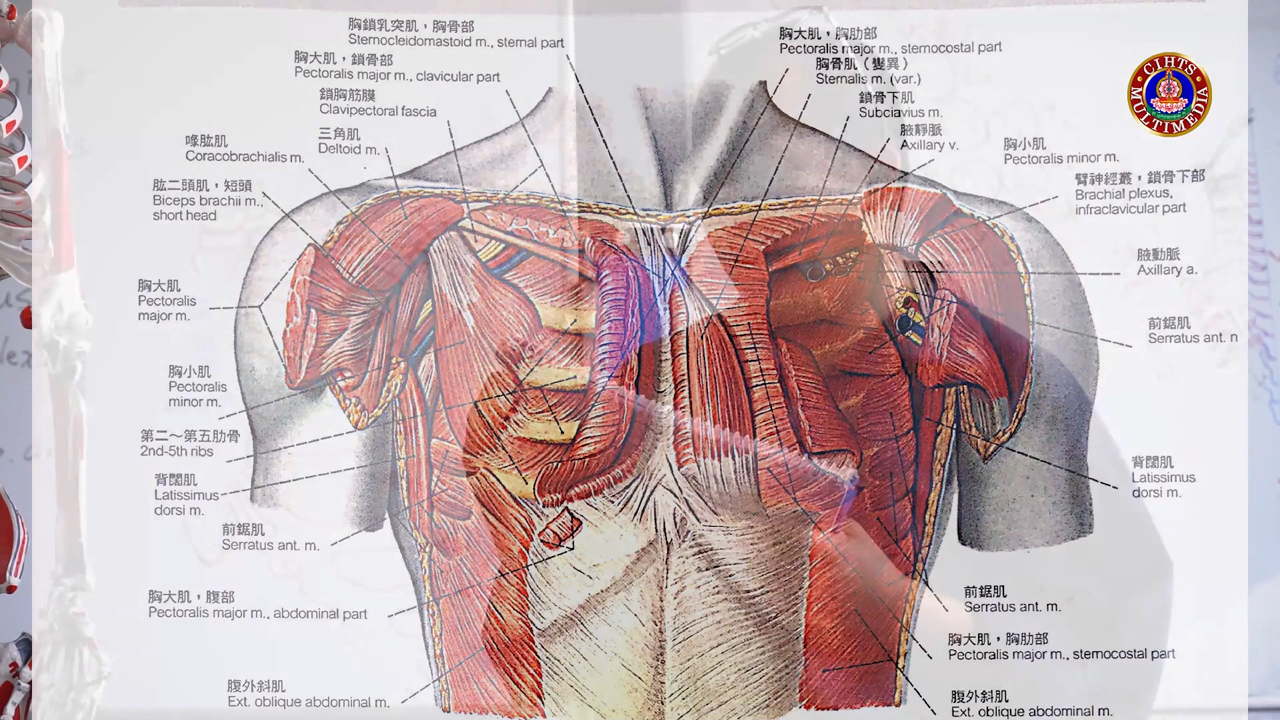 胸鎖乳突肌，胸骨部
Sternocleidomastoid m., sternal part
胸大肌，鎖骨部
Pectoralis major m., clavicular part
鎖胸筋膜
Clavipectoral fascia
三角肌
Deltoid m.
喙肱肌
Coracobrachialis m.
肱二頭肌，短頭
Biceps brachii m.,
short head
胸大肌
Pectoralis
major m.
胸小肌
Pectoralis
minor m.
第二～第五肋骨
2nd-5th ribs
背闊肌
Latissimus
dorsi m.
前鋸肌
Serratus ant. m.
胸大肌，腹部
Pectoralis major m., abdominal part
腹外斜肌
Ext. oblique abdominal m.
胸大肌，胸肋部
Pectoralis major m., sternocostal part
胸骨肌（變異）
Sternalis m. (var.)
鎖骨下肌
Subclavius m.
腋靜脈
Axillary v.
胸小肌
Pectoralis minor m.
臂神經叢，鎖骨下部
Brachial plexus,
infraclavicular part
腋動脈
Axillary a.
前鋸肌
Serratus ant. n
背闊肌
Latissimus
dorsi m.
前鋸肌
Serratus ant. m.
胸大肌，胸肋部
Pectoralis major m., sternocostal part
腹外斜肌
Ext. oblique abdominal m.
CIHTS
MULTIMEDIA